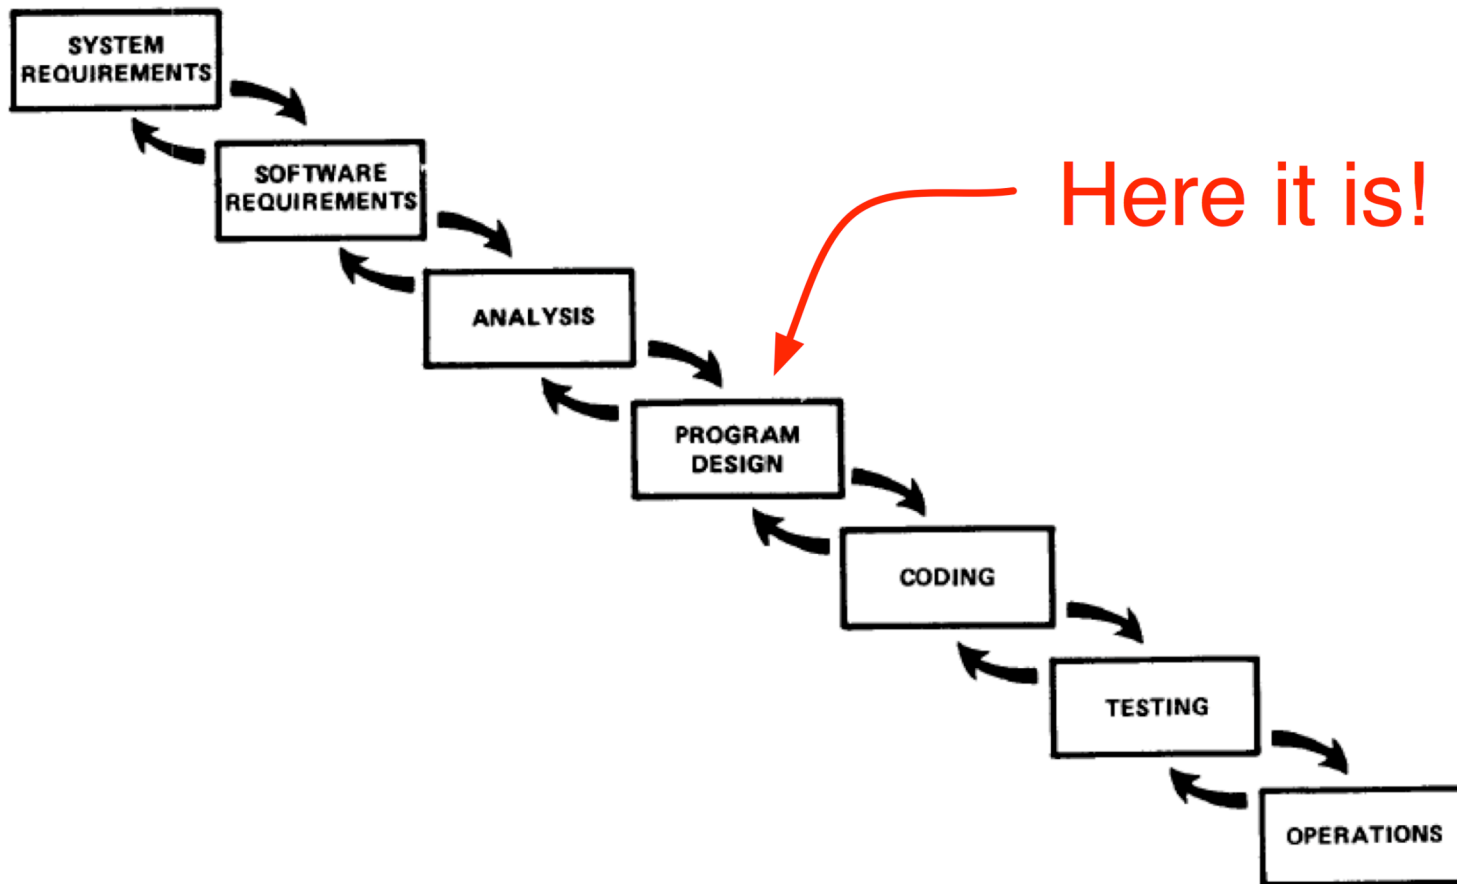 SYSTEM
REQUIREMENTS
SOFTWARE
REQUIREMENTS
Here it is!
ANALYSIS
PROGRAM
DESIGN
CODING
TESTING
OPERATIONS